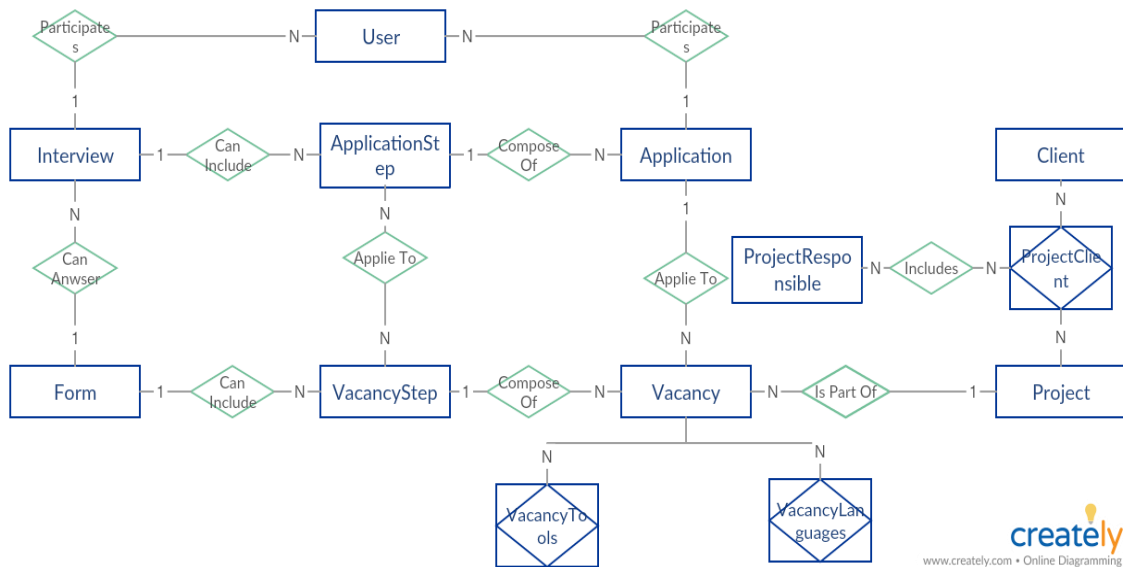 Participate
s
N
User
N
Participate
s
1
1
Interview
1
Can
Include
N
ApplicationSt
ep
1
Compose
Of
N
Application
Client
N
N
1
N
Can
Anwser
Applie To
Applie To
ProjectRespo
nsible
N
Includes
N
ProjectClie
nt
1
N
N
N
Form
1
Can
Include
N
VacancyStep
1
Compose
Of
N
Vacancy
N
Is Part Of
1
Project
N
N
VacancyTo
ols
VacancyLan
guages
creately
www.creately.com • Online Diagramming